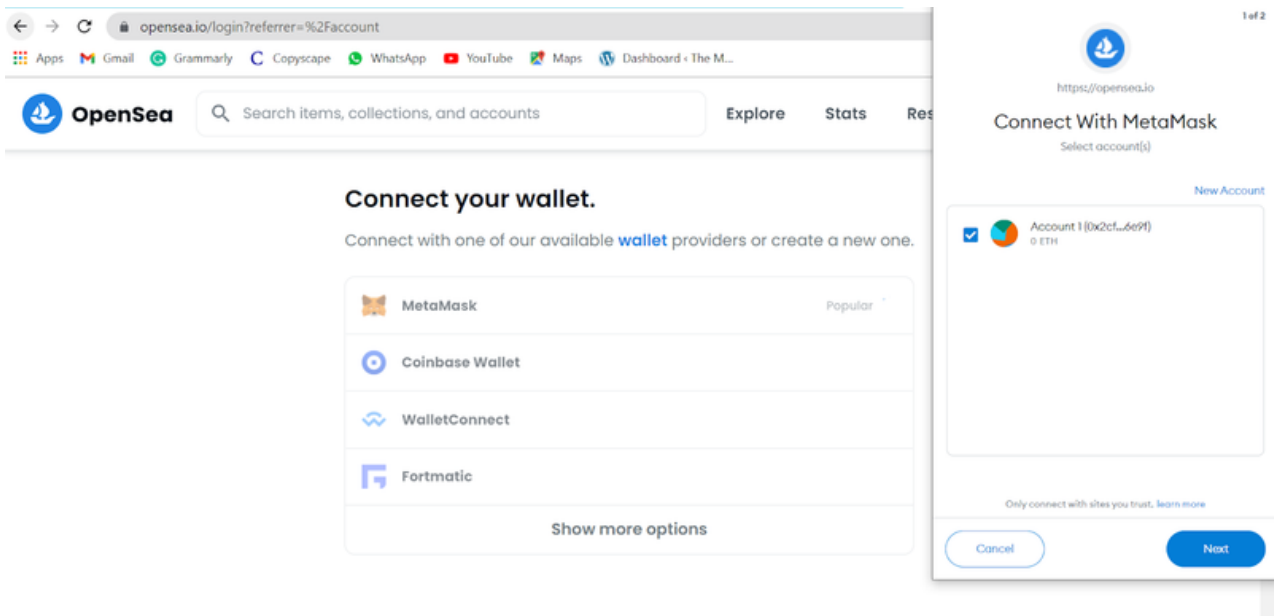 opensea.io/login?referrer=%2Faccount
Apps Gmail Grammarly Copyscape WhatsApp YouTube Maps Dashboard ‹ The M...
OpenSea Search items, collections, and accounts Explore Stats Res
Connect your wallet.
Connect with one of our available wallet providers or create a new one.
MetaMask Popular
Coinbase Wallet
WalletConnect
Fortmatic
Show more options
1 of 2
https://opensea.io
Connect With MetaMask
Select account(s)
New Account
Account 1 (0x2cf...6e9f)
0 ETH
Only connect with sites you trust. learn more
Cancel Next